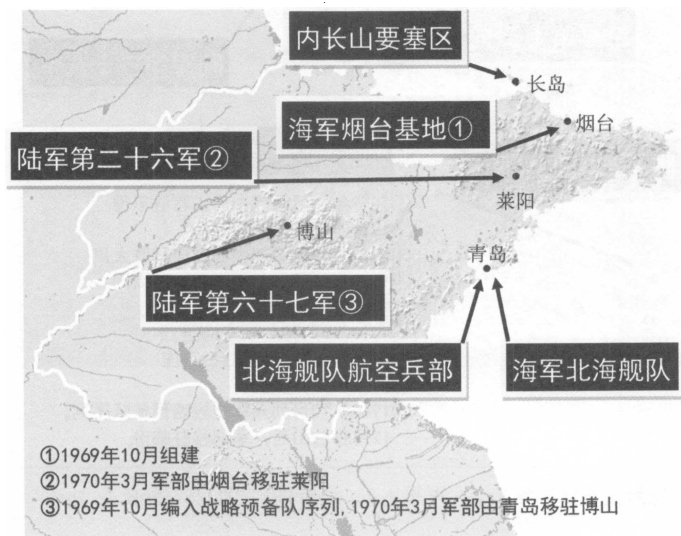 内长山要塞区
长岛
海军烟台基地①
烟台
陆军第二十六军②
莱阳
博山
青岛
陆军第六十七军③
北海舰队航空兵部
海军北海舰队
①1969年10月组建
②1970年3月军部由烟台移驻莱阳
③1969年10月编入战略预备队序列,1970年3月军部由青岛移驻博山